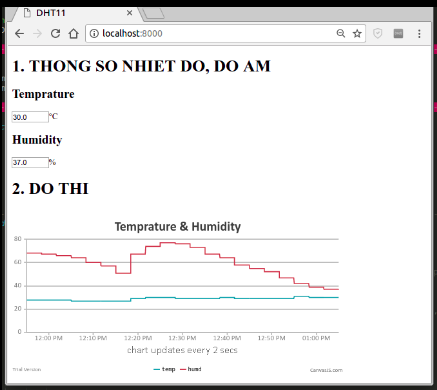 DHT11
localhost:8000
1. THONG SO NHIET DO, DO AM
Temprature
30.0 °C
Humidity
37.0 %
2. DO THI
Temprature & Humidity
80
60
40
20
0
12:00 PM 12:10 PM 12:20 PM 12:30 PM 12:40 PM 12:50 PM 01:00 PM
chart updates every 2 secs
temp humd
Trial Version CanvasJS.com